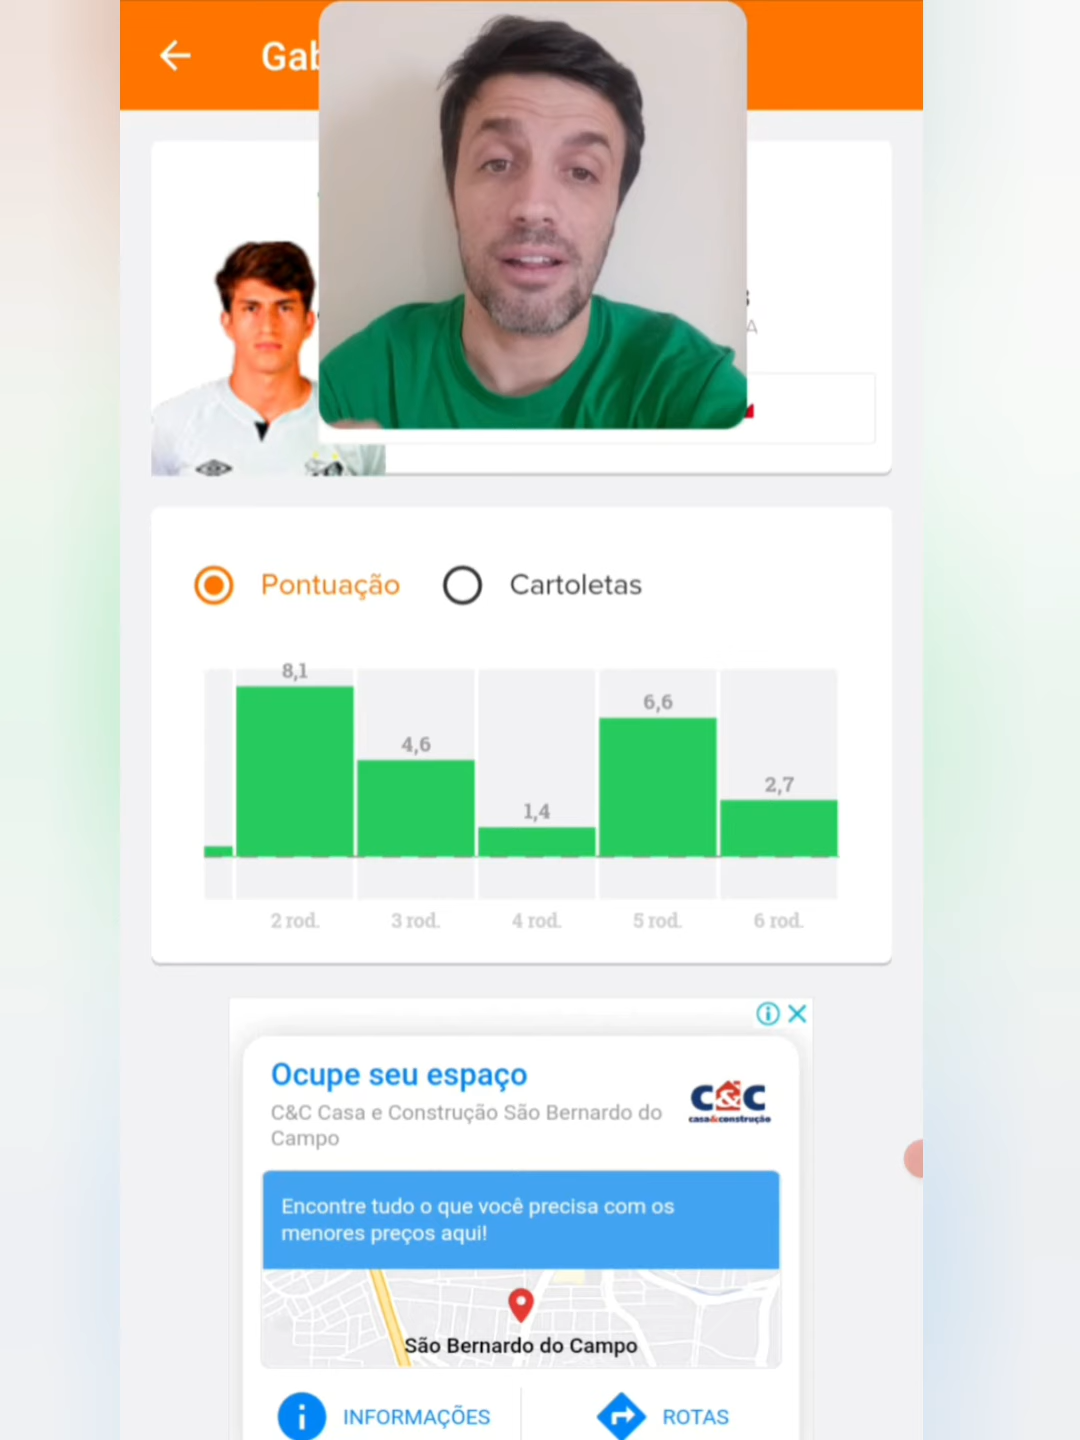 Gab
A
Pontuação
Cartoletas
8,1
4,6
1,4
6,6
2,7
2 rod.
3 rod.
4 rod.
5 rod.
6 rod.
Ocupe seu espaço
C&C Casa e Construção São Bernardo do
Campo
C&C
casa&construção
Encontre tudo o que você precisa com os
menores preços aqui!
São Bernardo do Campo
INFORMAÇÕES
ROTAS